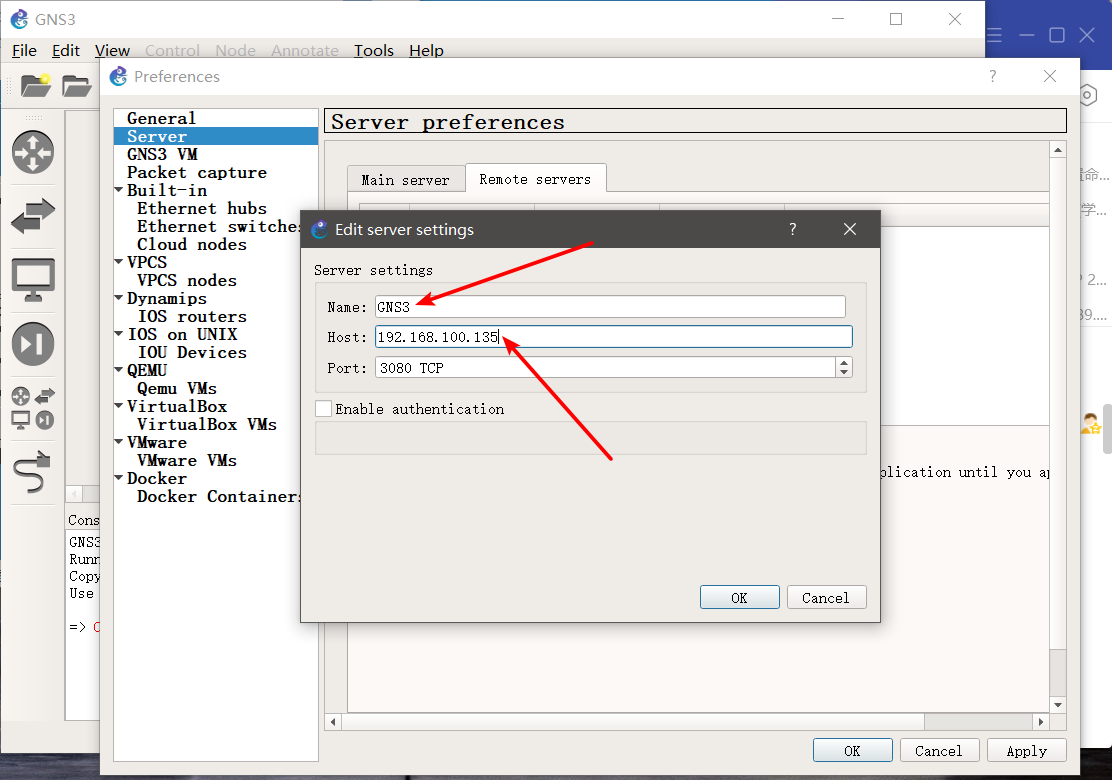 GNS3
File Edit View Control Node Annotate Tools Help
Preferences
?
General
Server
GNS3 VM
Packet capture
Built-in
Ethernet hubs
Ethernet switches
Cloud nodes
VPCS
VPCS nodes
Dynamips
IOS routers
IOS on UNIX
IOU Devices
QEMU
Qemu VMs
VirtualBox
VirtualBox VMs
VMware
VMware VMs
Docker
Docker Containers
Server preferences
Main server Remote servers
Edit server settings
?
Server settings
Name: GNS3
Host: 192.168.100.135
Port: 3080 TCP
Enable authentication
OK Cancel
plication until you ap
OK Cancel Apply
Cons
GNS3
Runn
Copy
Use
=> C
学...
2...
39....